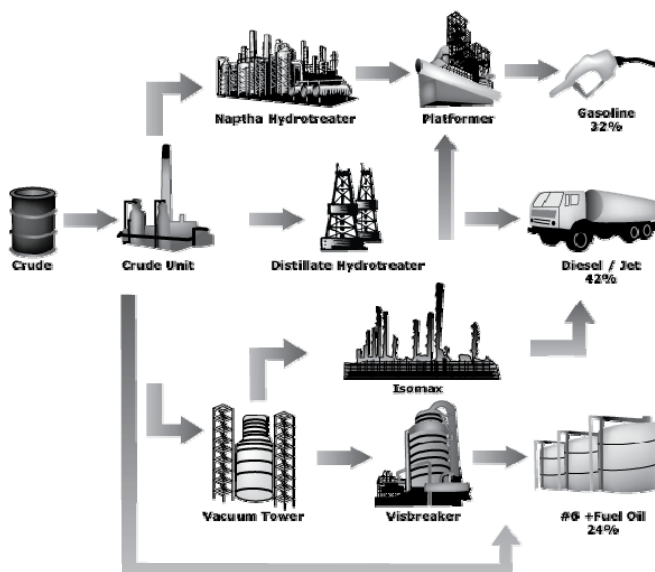 Naptha Hydrotreater
Platformer
Gasoline
32%
Crude
Crude Unit
Distillate Hydrotreater
Diesel / Jet
42%
Isomax
Vacuum Tower
Visbreaker
#6 +Fuel Oil
24%